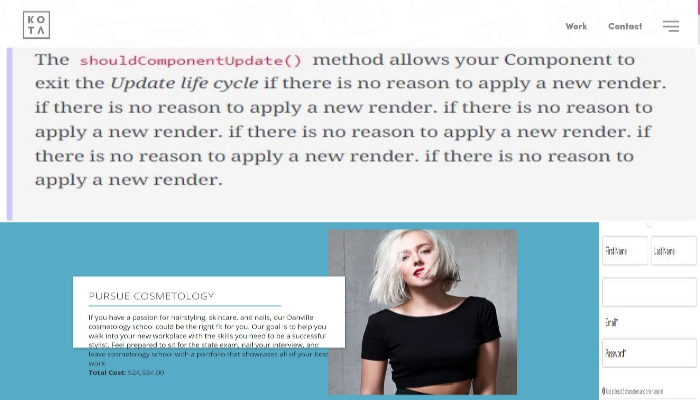 KO
TA
Work Contact
The shouldComponentUpdate() method allows your Component to
exit the Update life cycle if there is no reason to apply a new render.
if there is no reason to apply a new render. if there is no reason to
apply a new render. if there is no reason to apply a new render. if
there is no reason to apply a new render. if there is no reason to
apply a new render.
PURSUE COSMETOLOGY
If you have a passion for hairstyling, skincare, and nails, our Danville
cosmetology school could be the right fit for you. Our goal is to help you
walk into your new workplace with the skills you need to be a successful
stylist. Feel prepared to sit for the state exam, nail your interview, and
leave cosmetology school with a portfolio that showcases all of your best
work.
Total Cost:
First Name Last Name
Email*
Password*